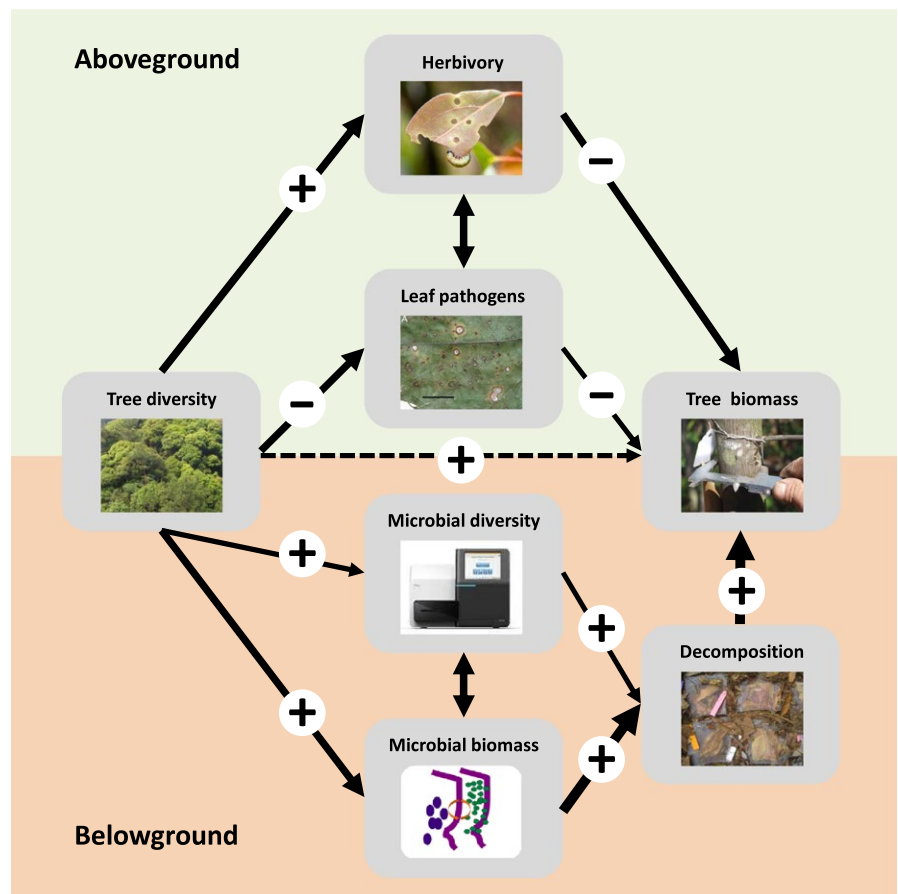 Aboveground
Herbivory
Leaf pathogens
Tree diversity
Tree biomass
Microbial diversity
Decomposition
Microbial biomass
Belowground